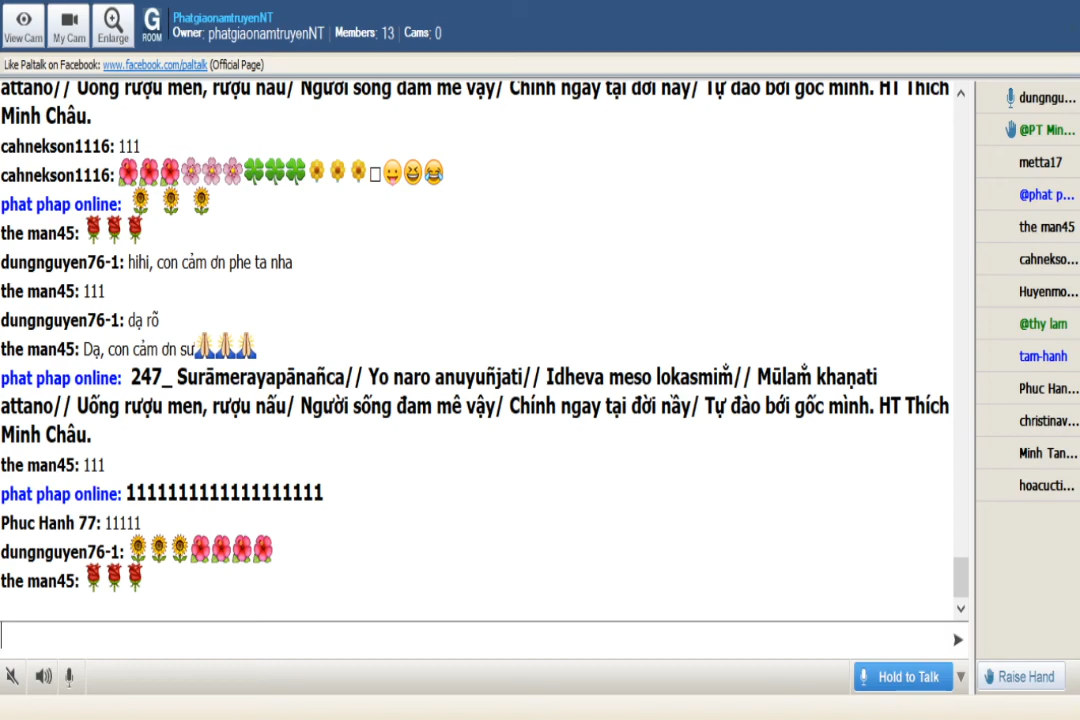 PhatgiaonamtruyenNT
Owner: phatgiaonamtruyenNT | Members: 13 | Cams: 0
View Cam
My Cam
Enlarge
G ROOM
Like Paltalk on Facebook: www.facebook.com/paltalk (Official Page)
attano// Uống rượu men, rượu nấu/ Người sống đam mê vậy/ Chính ngay tại đời nầy/ Tự đào bới gốc mình. HT Thích
Minh Châu.
cahnekson1116: 111
cahnekson1116: 🌺🌺🌺🌸🌸🌸🍀🍀🍀🌼🌼🌼□😛😆😂
phat phap online: 🌻 🌻 🌻
the man45: 🌹🌹🌹
dungnguyen76-1: hihi, con cảm ơn phe ta nha
the man45: 111
dungnguyen76-1: dạ rõ
the man45: Dạ, con cảm ơn sư🙏🙏🙏
phat phap online: 247_ Surāmerayapānañca// Yo naro anuyuñjati// Idheva meso lokasmiṁ// Mūlaṁ khaṇati
attano// Uống rượu men, rượu nấu/ Người sống đam mê vậy/ Chính ngay tại đời nầy/ Tự đào bới gốc mình. HT Thích
Minh Châu.
the man45: 111
phat phap online: 1111111111111111111
Phuc Hanh 77: 11111
dungnguyen76-1: 🌻🌻🌻🌺🌺🌺🌺
the man45: 🌹🌹🌹
Hold to Talk
dungngu...
@PT Min...
metta17
@phat p...
the man45
cahnekso...
Huyenmo...
@thy lam
tam-hanh
Phuc Han...
christinav...
Minh Tan...
hoacucti...
Raise Hand